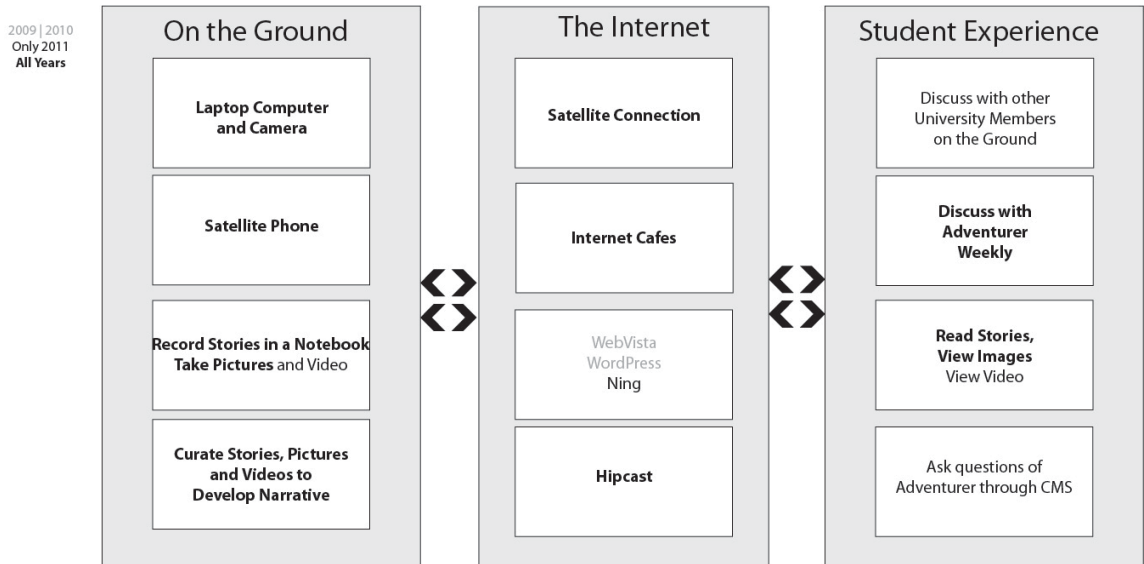 2009 | 2010
Only 2011
All Years
On the Ground
Laptop Computer
and Camera
Satellite Phone
Record Stories in a Notebook
Take Pictures and Video
Curate Stories, Pictures
and Videos to
Develop Narrative
The Internet
Satellite Connection
Internet Cafes
WebVista
WordPress
Ning
Hipcast
Student Experience
Discuss with other
University Members
on the Ground
Discuss with
Adventurer
Weekly
Read Stories,
View Images
View Video
Ask questions of
Adventurer through CMS